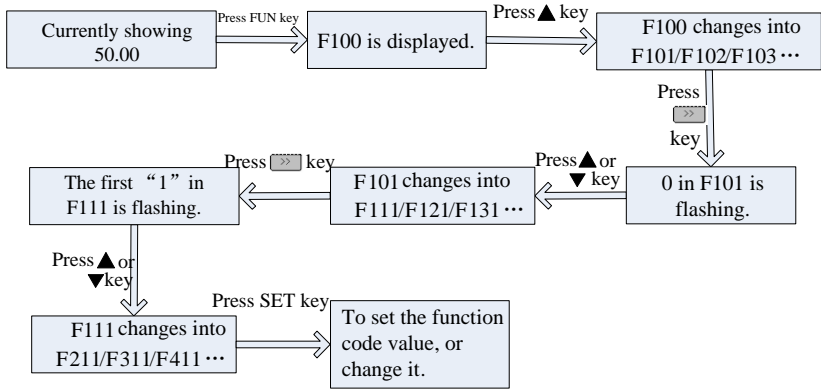 Currently showing
50.00
Press FUN key
F100 is displayed.
Press ▲ key
F100 changes into
F101/F102/F103 ···
Press
>>
key
0 in F101 is
flashing.
Press ▲ or
▼ key
F101 changes into
F111/F121/F131 ···
Press >> key
The first “1” in
F111 is flashing.
Press ▲ or
▼key
F111 changes into
F211/F311/F411 ···
Press SET key
To set the function
code value, or
change it.